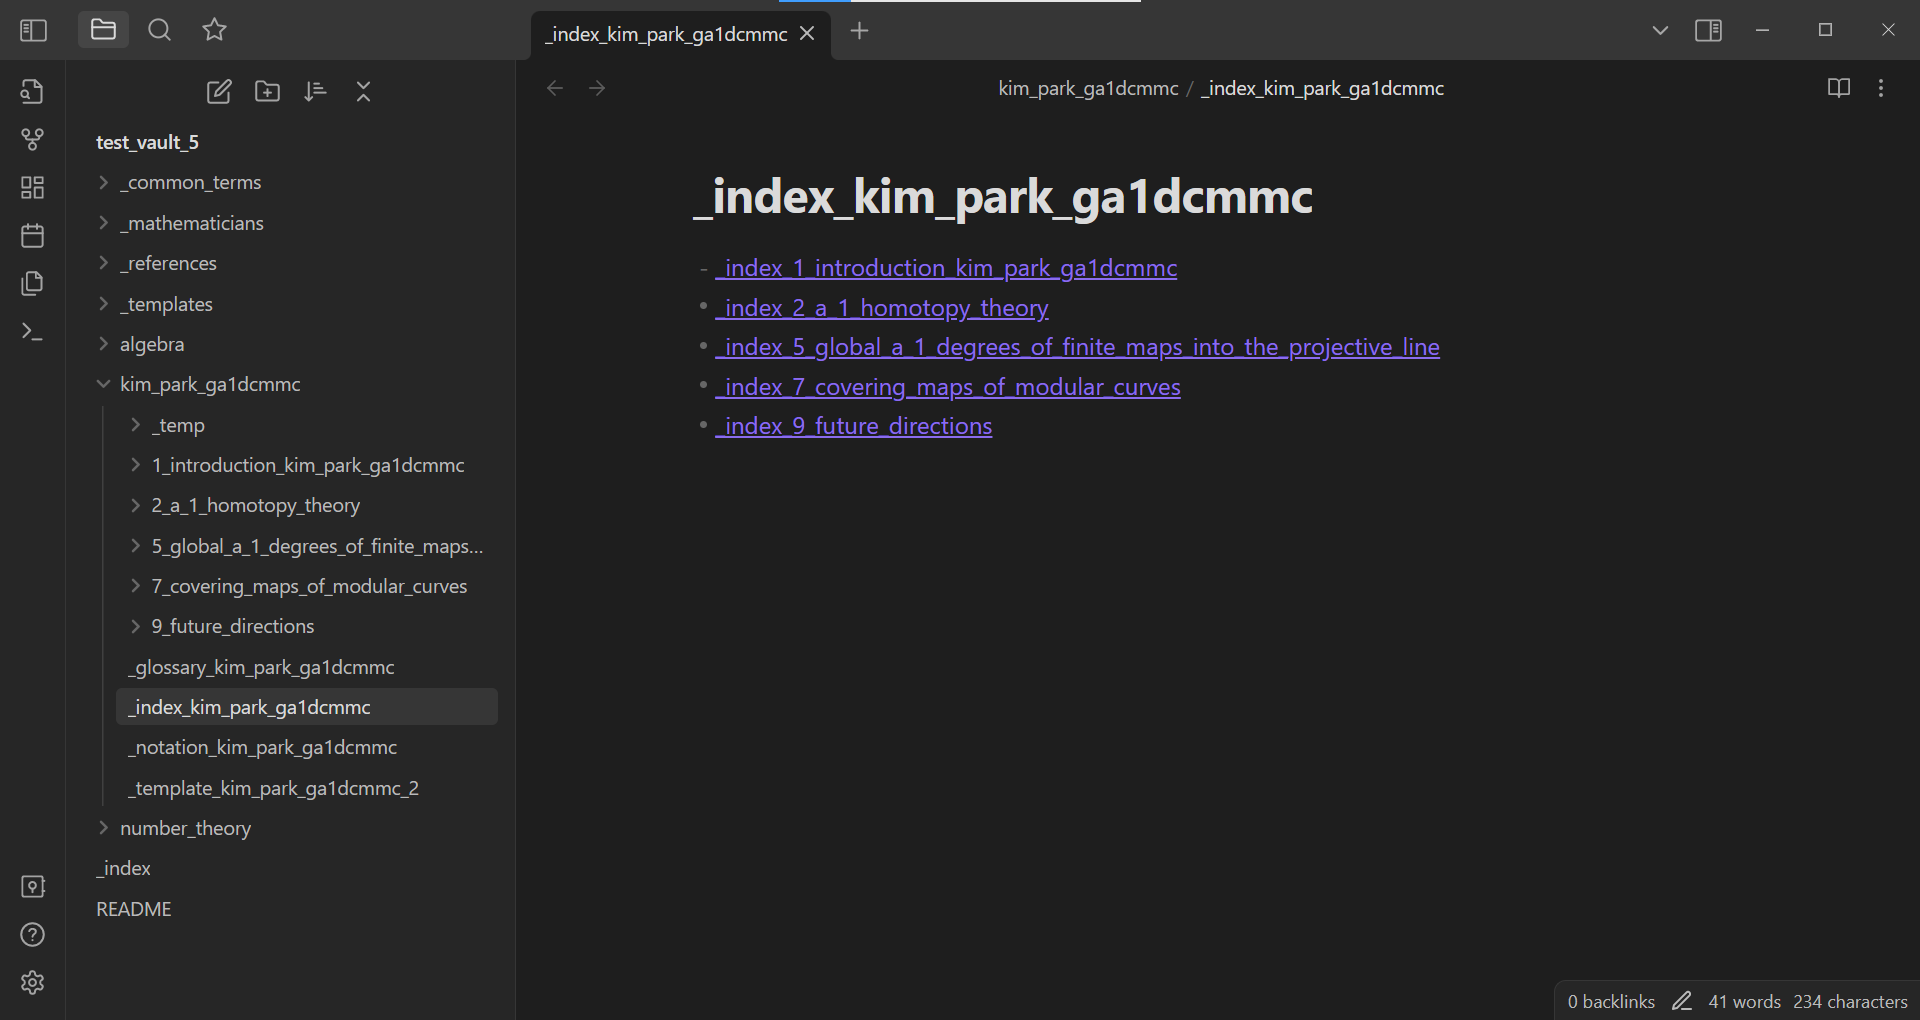 _index_kim_park_ga1dcmmc
kim_park_ga1dcmmc / _index_kim_park_ga1dcmmc
test_vault_5
_common_terms
_mathematicians
_references
_templates
algebra
kim_park_ga1dcmmc
_temp
1_introduction_kim_park_ga1dcmmc
2_a_1_homotopy_theory
5_global_a_1_degrees_of_finite_maps...
7_covering_maps_of_modular_curves
9_future_directions
_glossary_kim_park_ga1dcmmc
_index_kim_park_ga1dcmmc
_notation_kim_park_ga1dcmmc
_template_kim_park_ga1dcmmc_2
number_theory
_index
README
_index_kim_park_ga1dcmmc
- _index_1_introduction_kim_park_ga1dcmmc
• _index_2_a_1_homotopy_theory
• _index_5_global_a_1_degrees_of_finite_maps_into_the_projective_line
• _index_7_covering_maps_of_modular_curves
• _index_9_future_directions
0 backlinks 41 words 234 characters